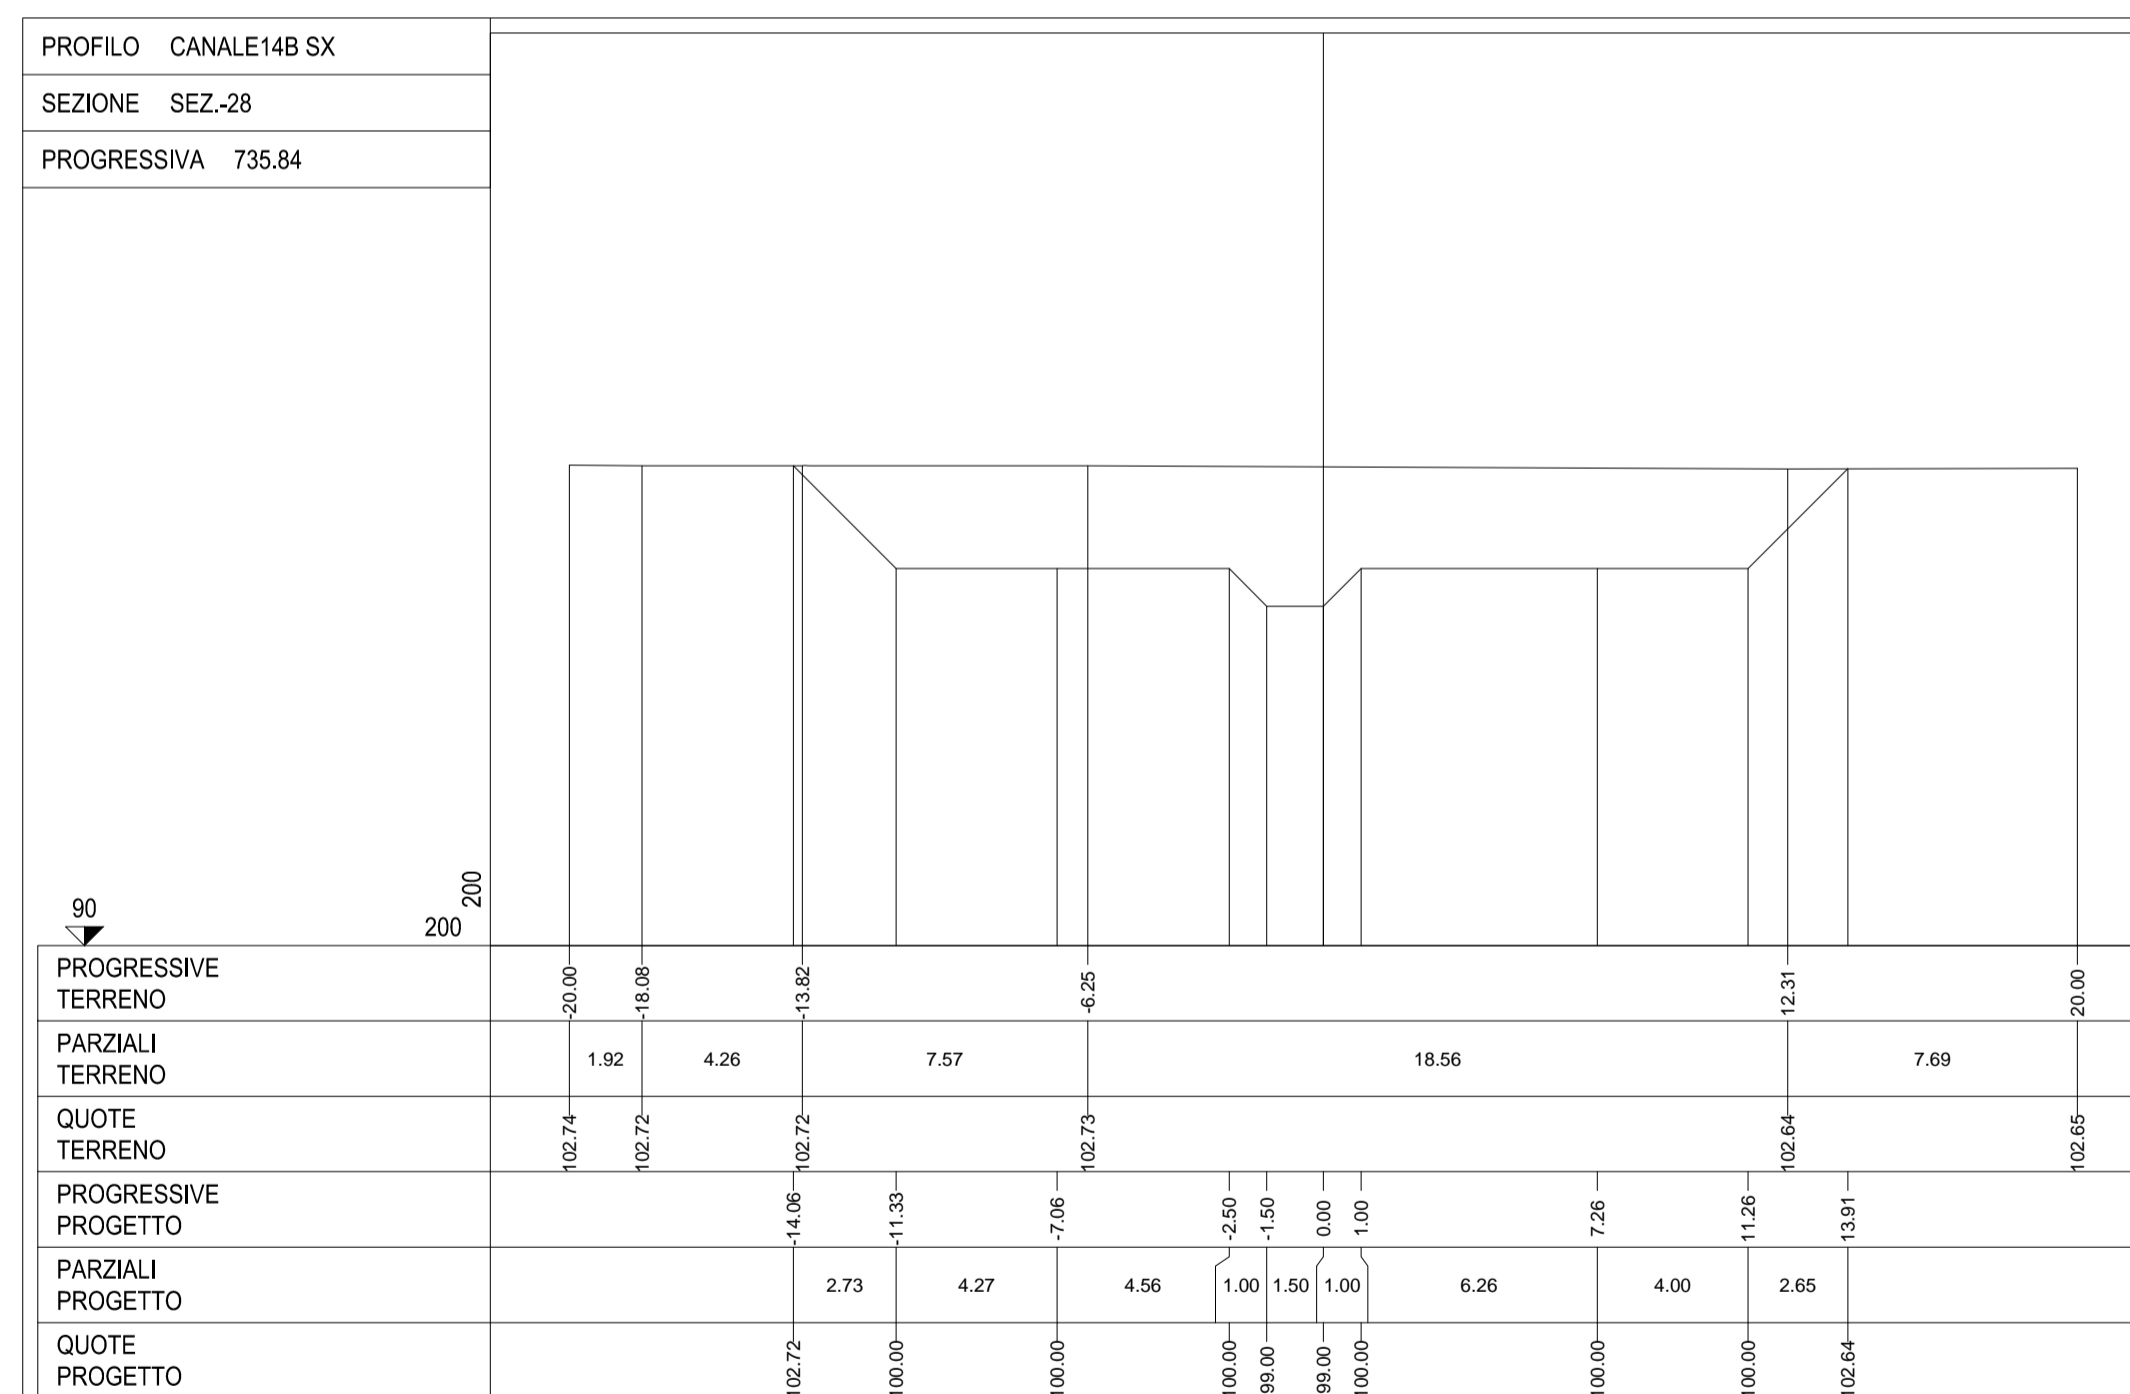 PROFILO CANALE14B SX
SEZIONE SEZ.-28
PROGRESSIVA 735.84
90
200
200
PROGRESSIVE
TERRENO
-20.00 -18.08 -13.82 -6.25 12.31 20.00
PARZIALI
TERRENO
1.92 4.26 7.57 18.56 7.69
QUOTE
TERRENO
102.74 102.72 102.72 102.73 102.64 102.65
PROGRESSIVE
PROGETTO
-14.06 -11.33 -7.06 -2.50 -1.50 0.00 1.00 7.26 11.26 13.91
PARZIALI
PROGETTO
2.73 4.27 4.56 1.00 1.50 1.00 6.26 4.00 2.65
QUOTE
PROGETTO
102.72 100.00 100.00 100.00 99.00 99.00 100.00 100.00 100.00 102.64